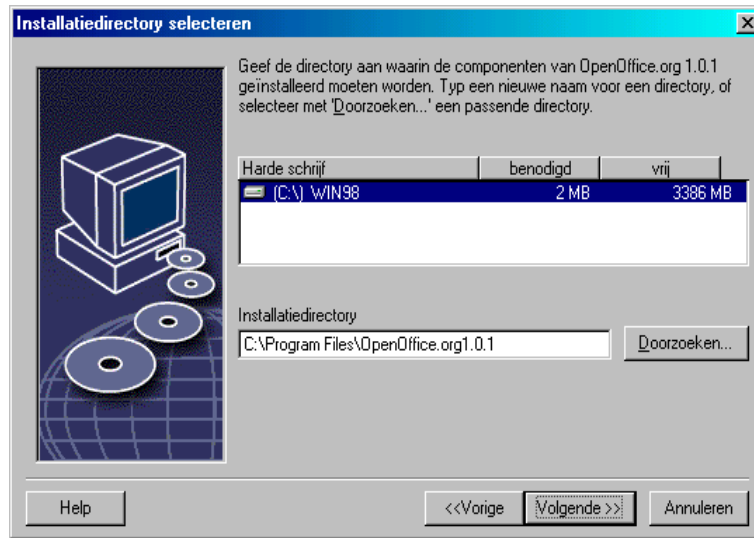 Installatiedirectory selecteren
Geef de directory aan waarin de componenten van OpenOffice.org 1.0.1
geïnstalleerd moeten worden. Typ een nieuwe naam voor een directory, of
selecteer met 'Doorzoeken...' een passende directory.
Harde schrijf benodigd vrij
(C:\) WIN98 2 MB 3386 MB
Installatiedirectory
C:\Program Files\OpenOffice.org1.0.1 Doorzoeken...
Help <<Vorige Volgende >> Annuleren